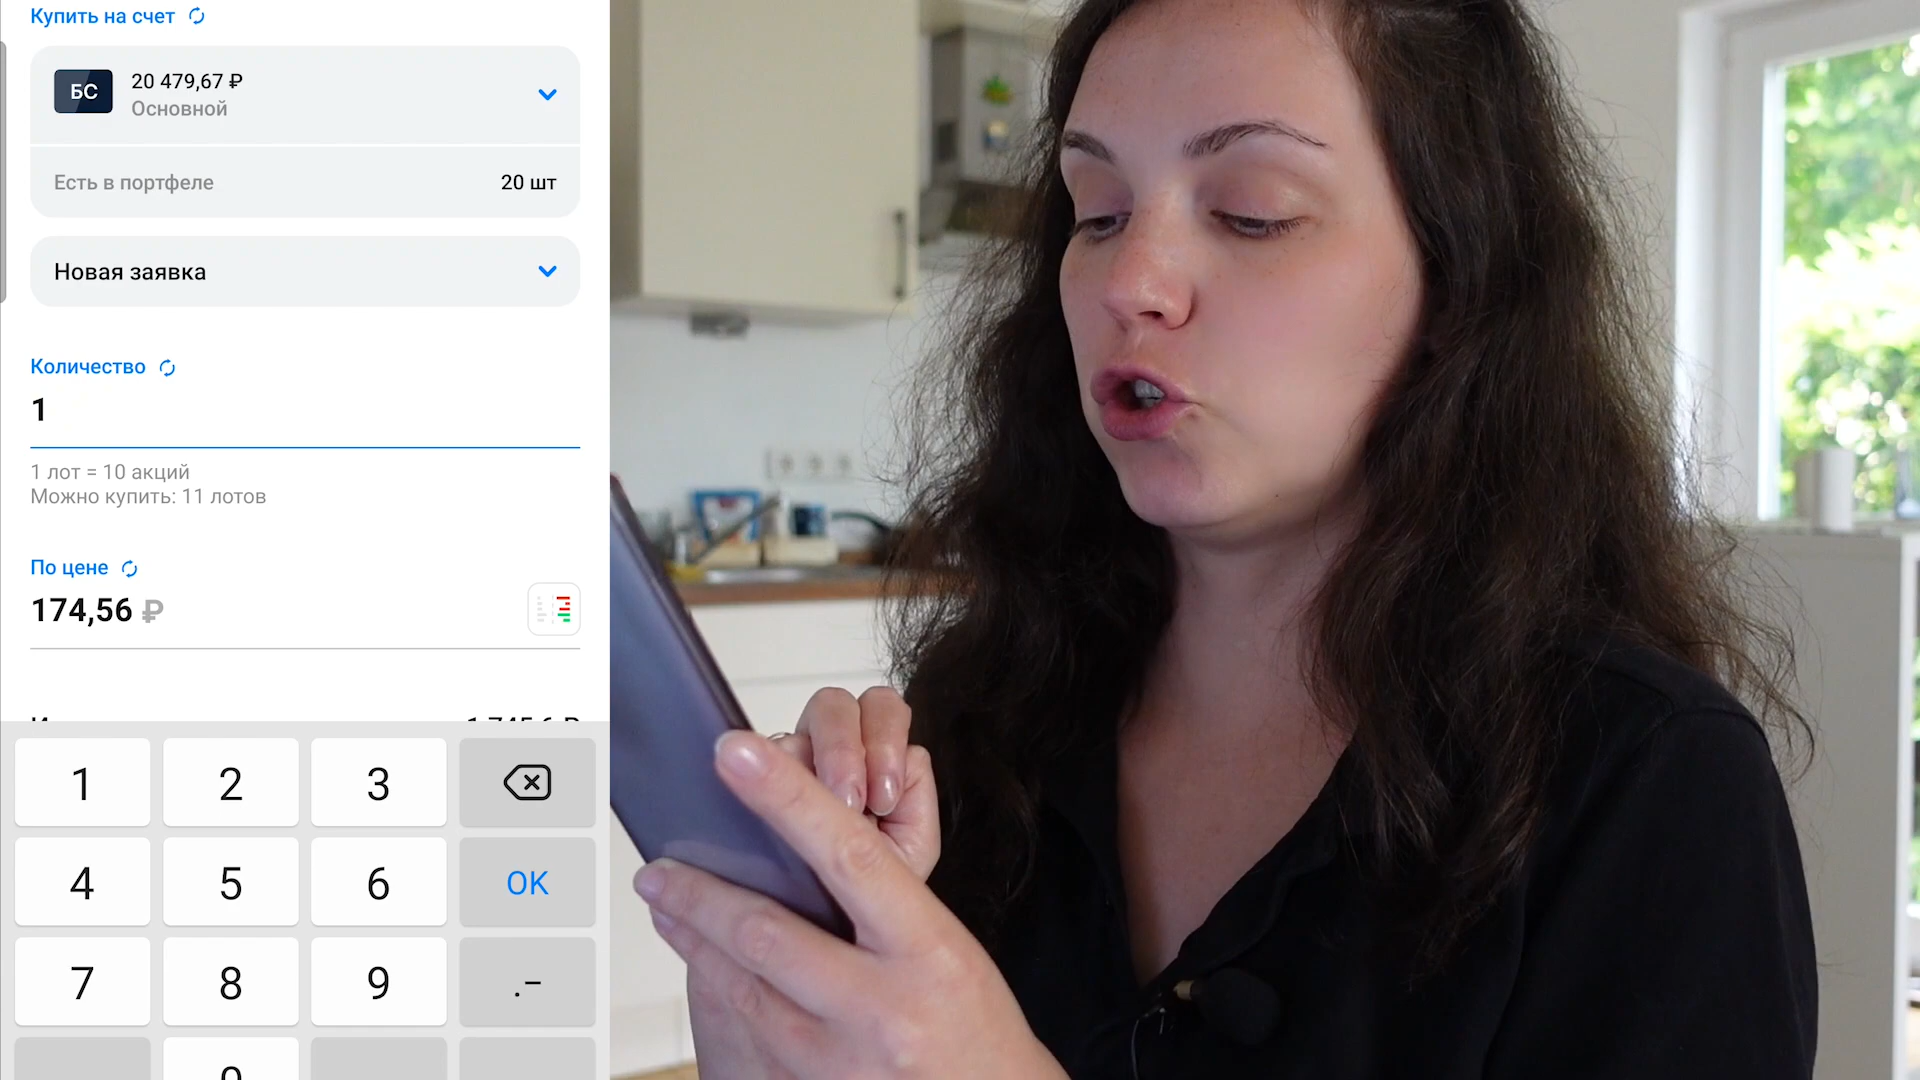 Купить на счет
БС
20 479,67 ₽
Основной
Есть в портфеле
20 шт
Новая заявка
Количество
1
1 лот = 10 акций
Можно купить: 11 лотов
По цене
174,56 ₽
1 2 3
4 5 6 OK
7 8 9 .–
0